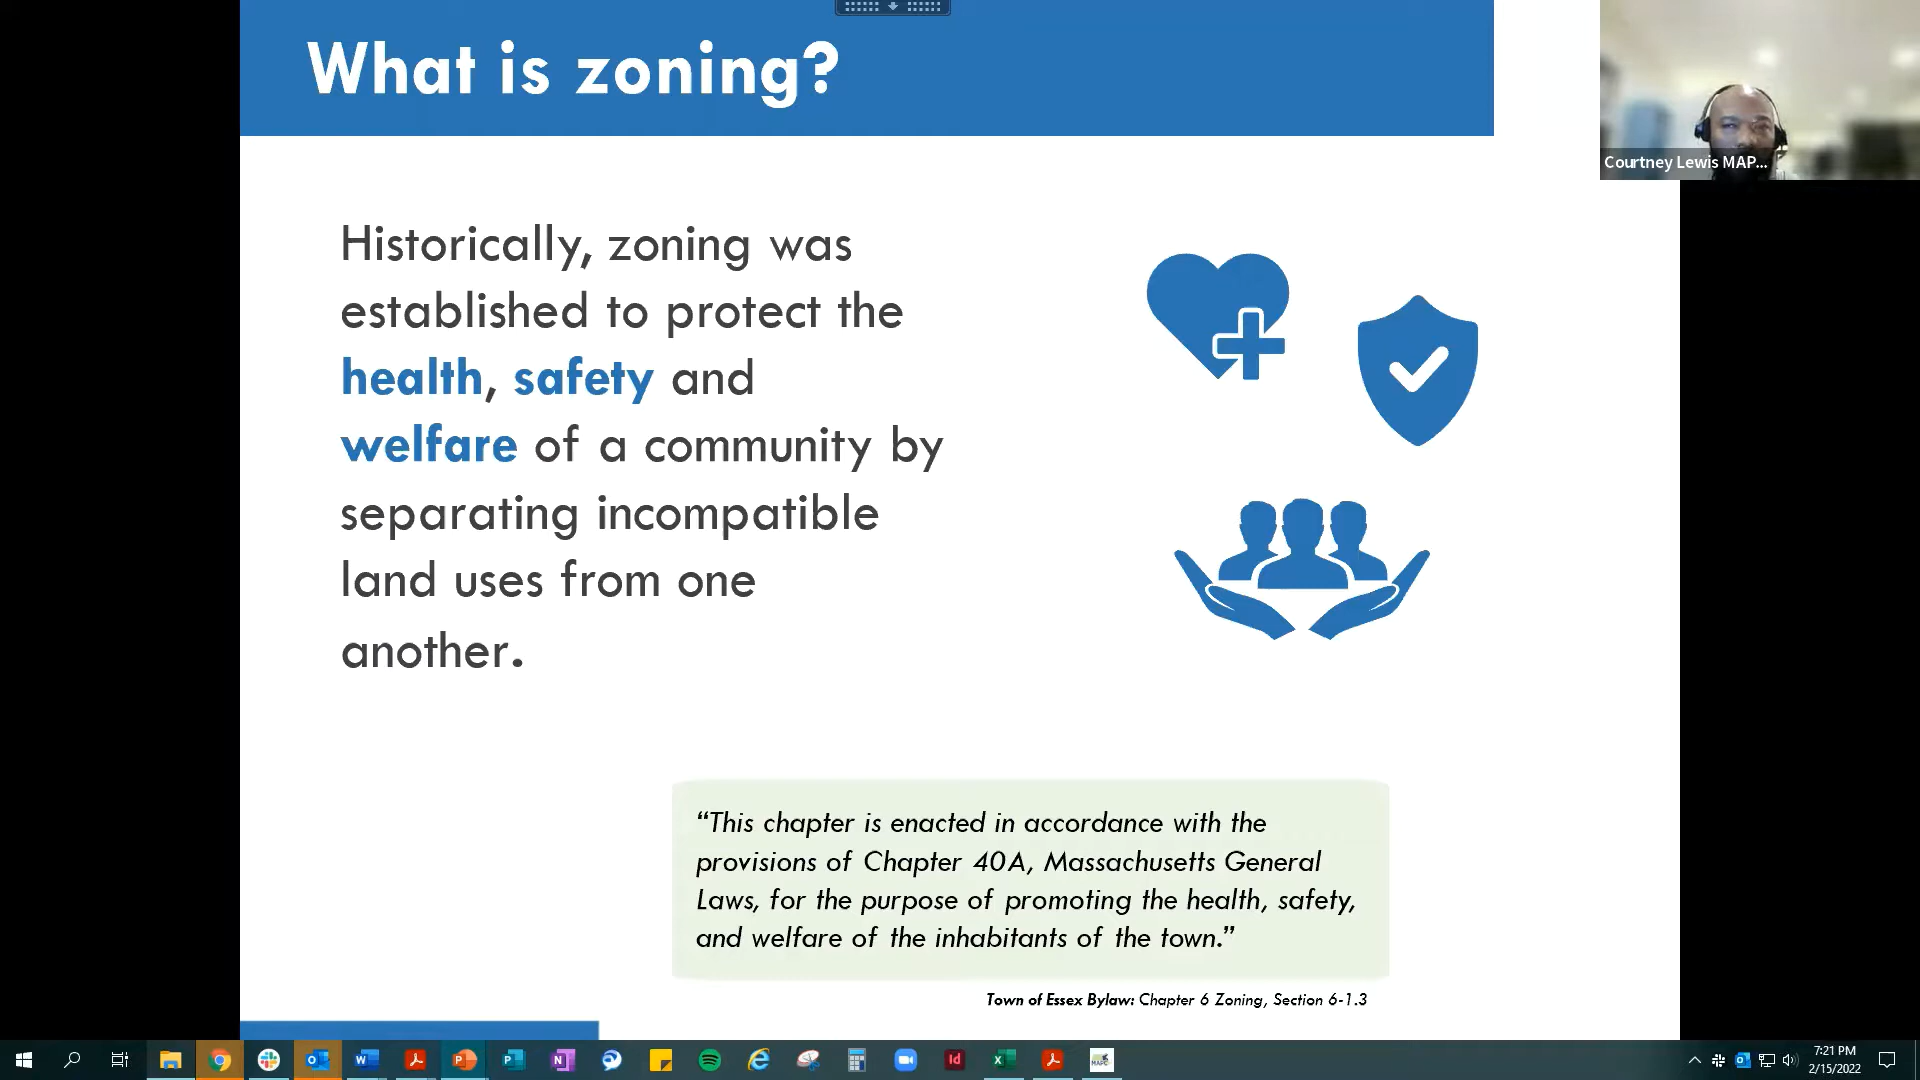 What is zoning?
Courtney Lewis MAP...
Historically, zoning was
established to protect the
health, safety and
welfare of a community by
separating incompatible
land uses from one
another.
“This chapter is enacted in accordance with the
provisions of Chapter 40A, Massachusetts General
Laws, for the purpose of promoting the health, safety,
and welfare of the inhabitants of the town.”
Town of Essex Bylaw: Chapter 6 Zoning, Section 6-1.3
7:21 PM
2/15/2022